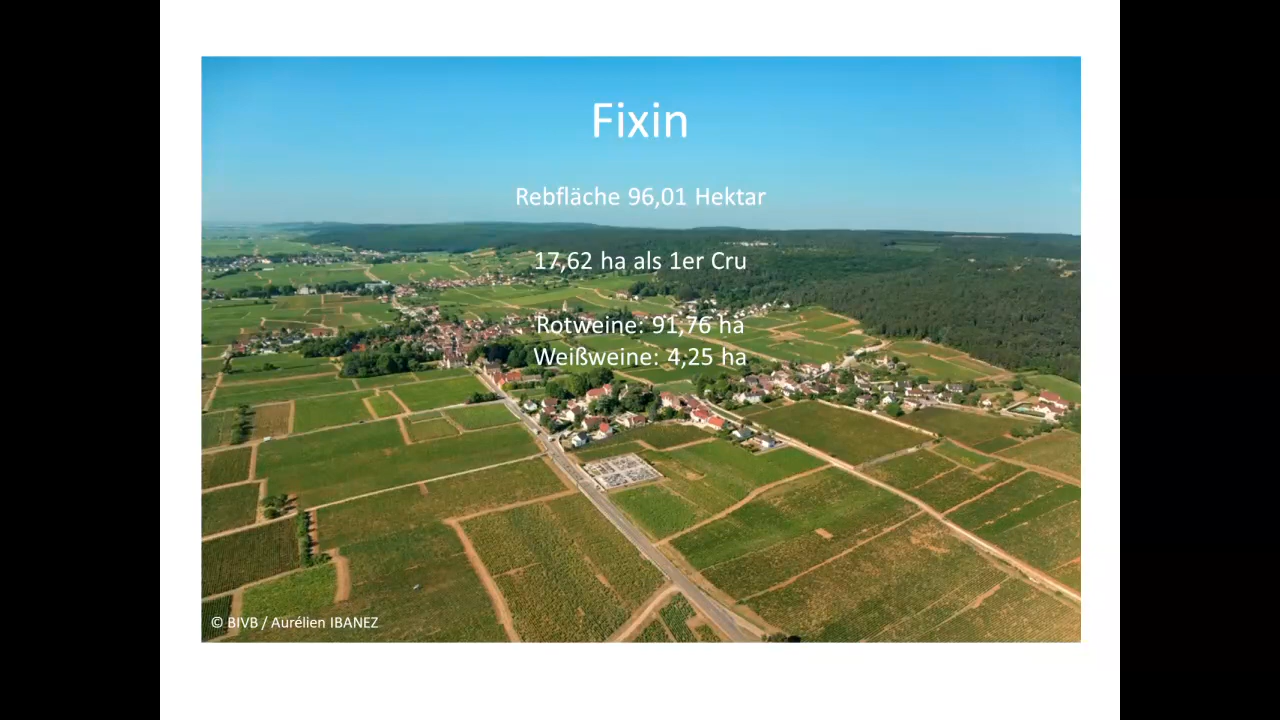 Fixin
Rebfläche 96,01 Hektar
17,62 ha als 1er Cru
Rotweine: 91,76 ha
Weißweine: 4,25 ha
© BIVB / Aurélien IBANEZ